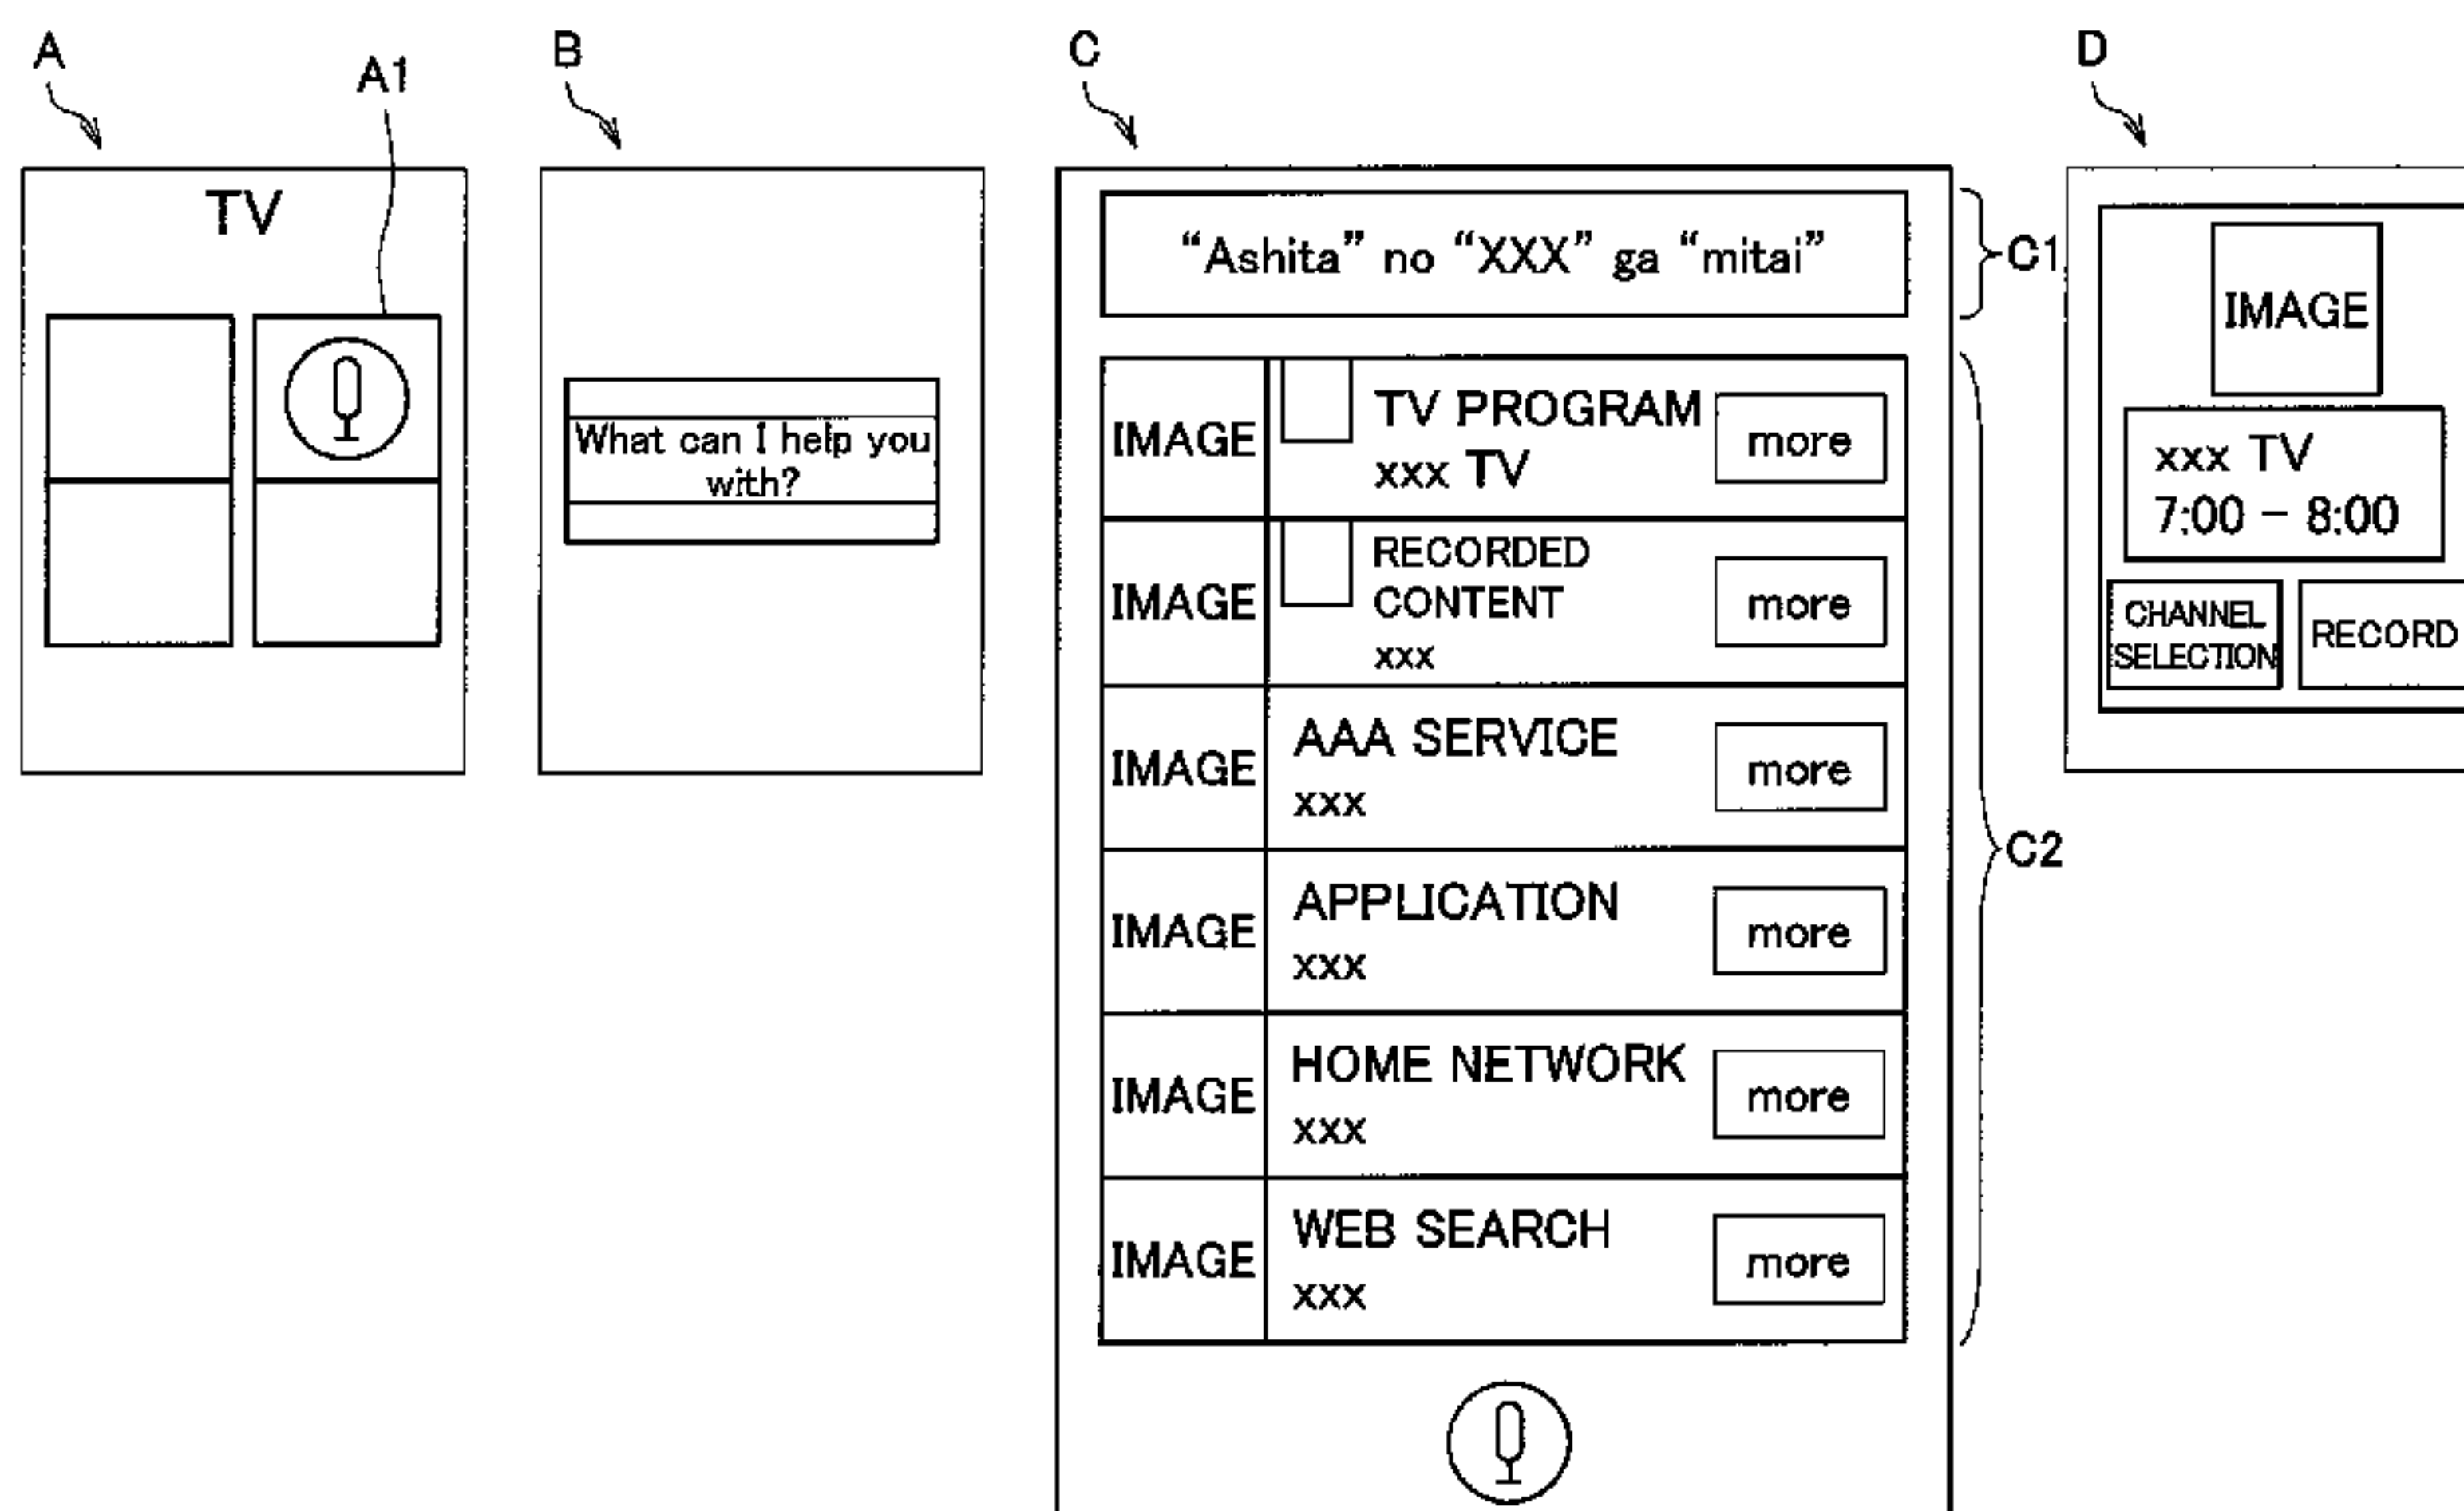 A
A1
TV
B
What can I help you
with?
C
“Ashita” no “XXX” ga “mitai”
C1
IMAGE
TV PROGRAM
xxx TV
more
IMAGE
RECORDED
CONTENT
xxx
more
IMAGE
AAA SERVICE
xxx
more
IMAGE
APPLICATION
xxx
more
IMAGE
HOME NETWORK
xxx
more
IMAGE
WEB SEARCH
xxx
more
C2
D
IMAGE
xxx TV
7:00 – 8:00
CHANNEL
SELECTION
RECORD